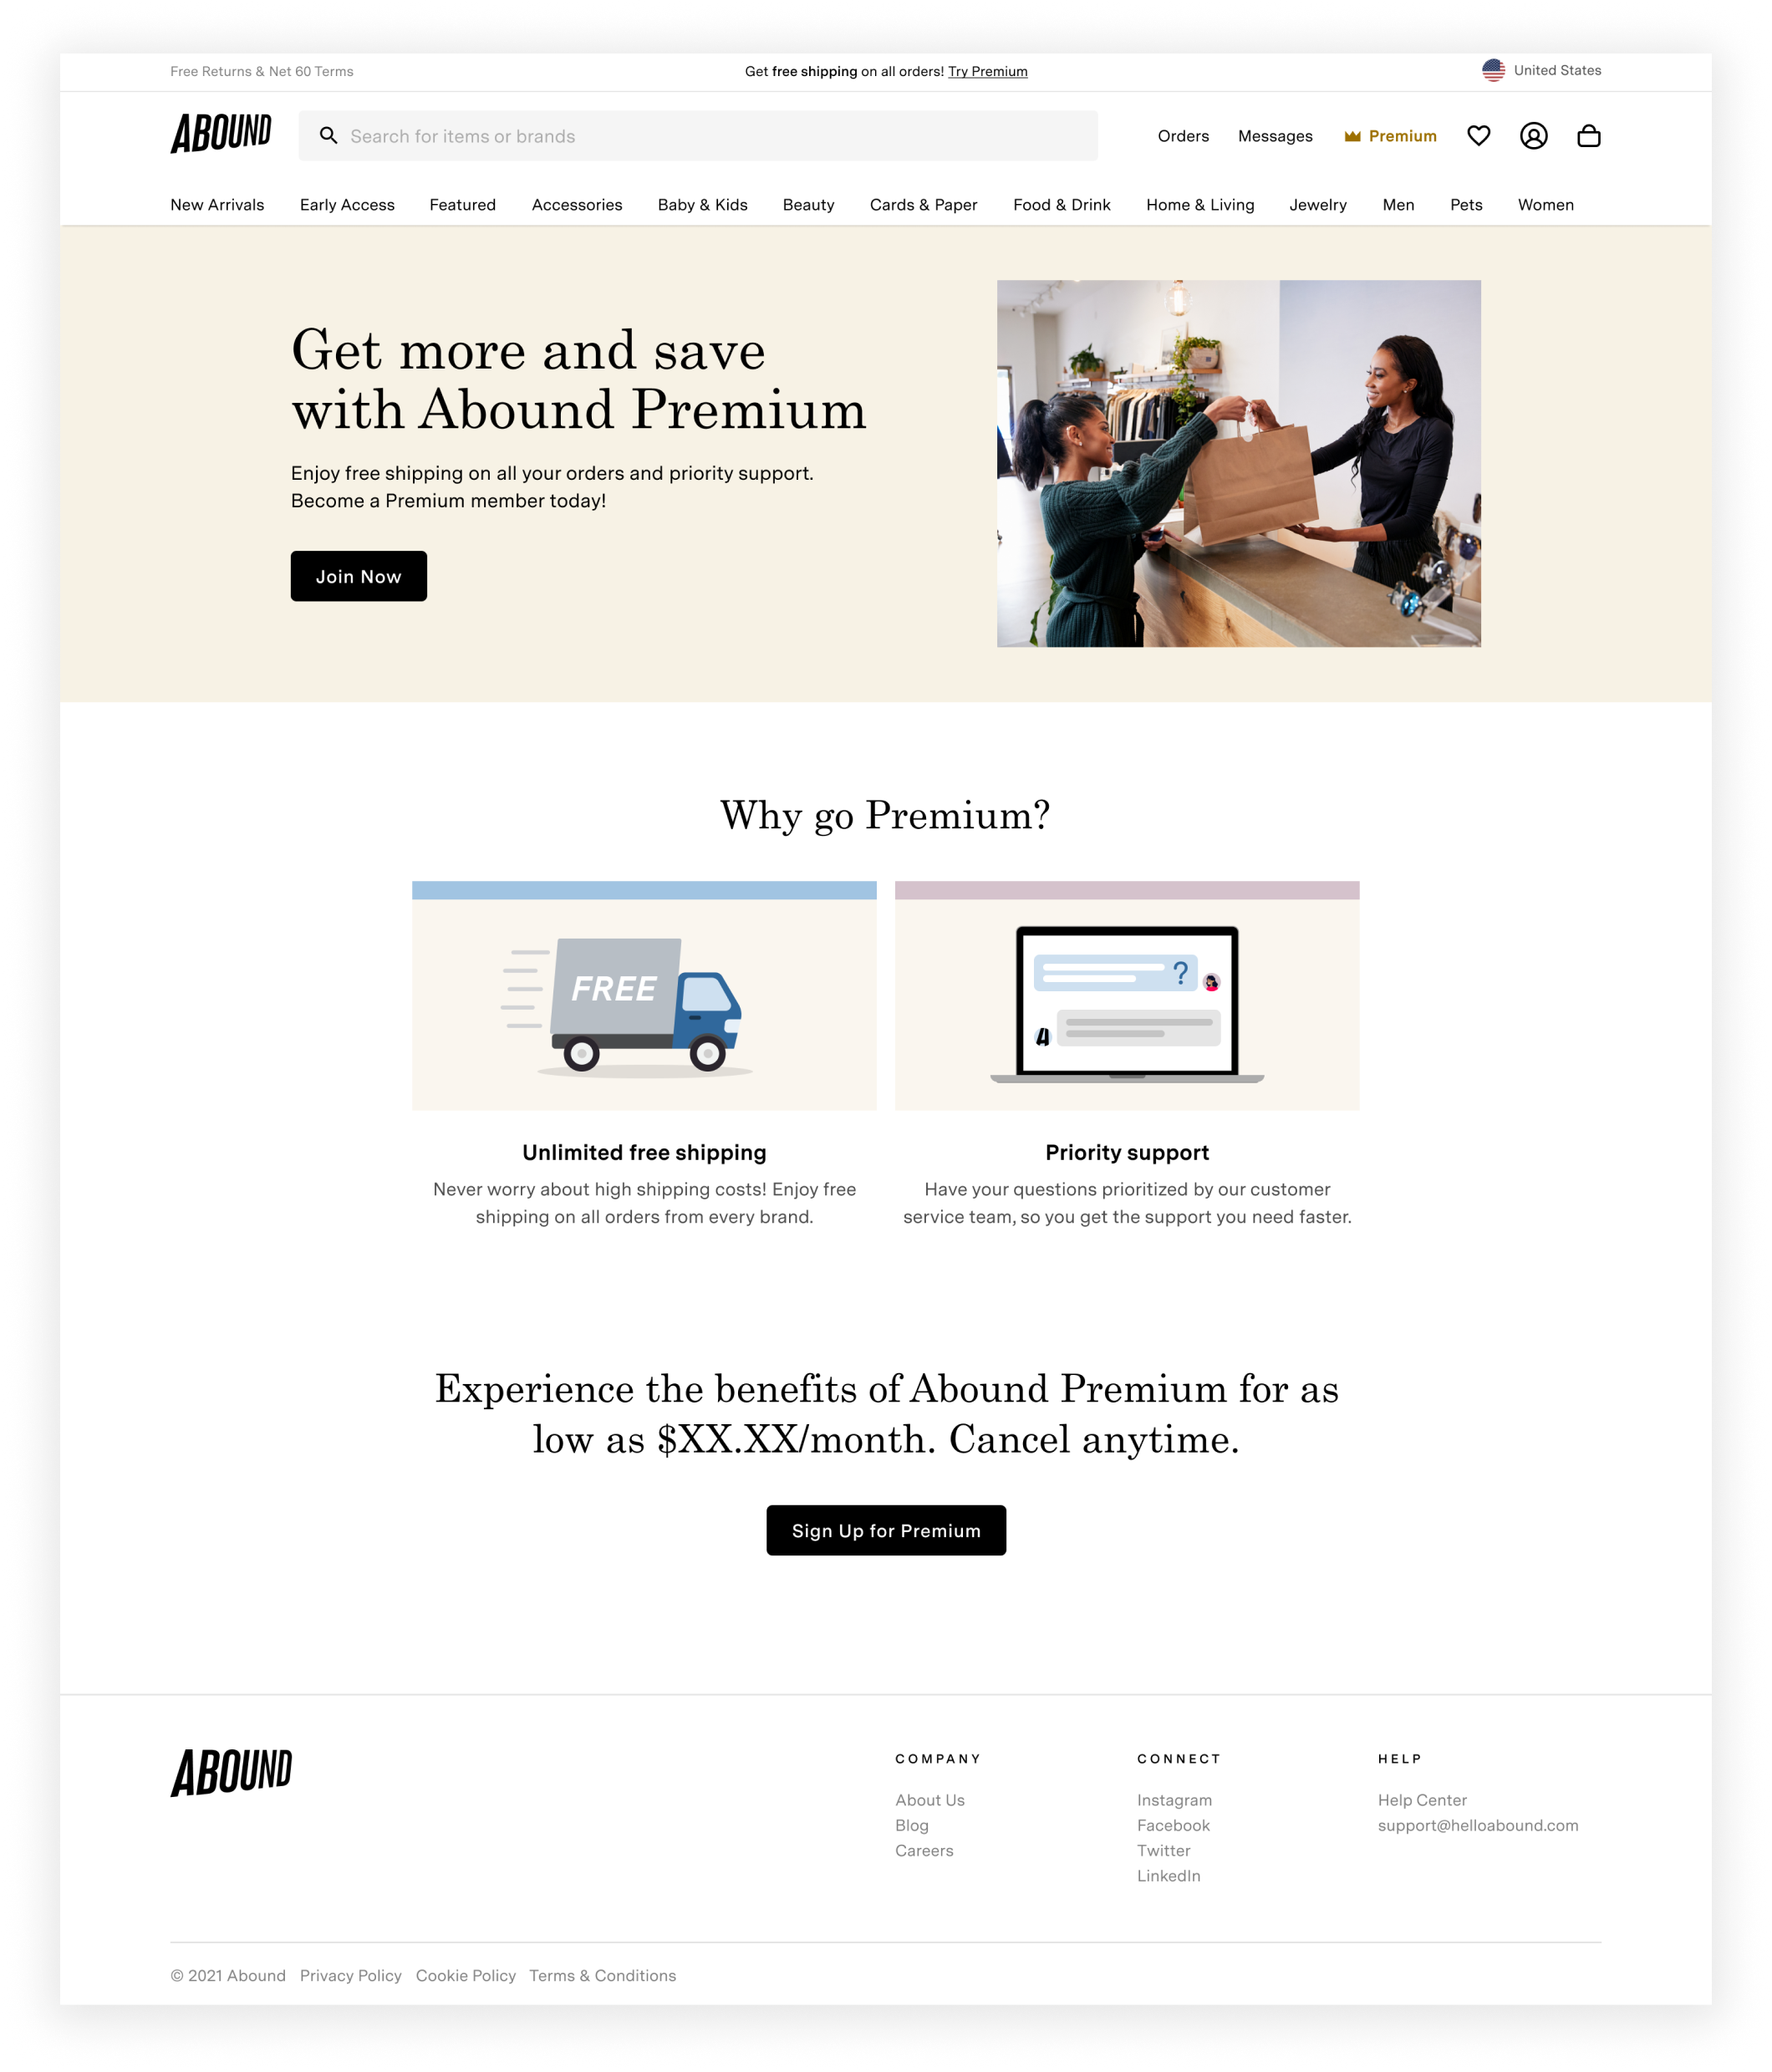 Free Returns & Net 60 Terms
Get free shipping on all orders! Try Premium
United States
ABOUND
Search for items or brands
Orders
Messages
Premium
New Arrivals
Early Access
Featured
Accessories
Baby & Kids
Beauty
Cards & Paper
Food & Drink
Home & Living
Jewelry
Men
Pets
Women
Get more and save
with Abound Premium
Enjoy free shipping on all your orders and priority support.
Become a Premium member today!
Join Now
Why go Premium?
FREE
?
A
Unlimited free shipping
Never worry about high shipping costs! Enjoy free
shipping on all orders from every brand.
Priority support
Have your questions prioritized by our customer
service team, so you get the support you need faster.
Experience the benefits of Abound Premium for as
low as $XX.XX/month. Cancel anytime.
Sign Up for Premium
ABOUND
COMPANY
About Us
Blog
Careers
CONNECT
Instagram
Facebook
Twitter
LinkedIn
HELP
Help Center
support@helloabound.com
© 2021 Abound
Privacy Policy
Cookie Policy
Terms & Conditions